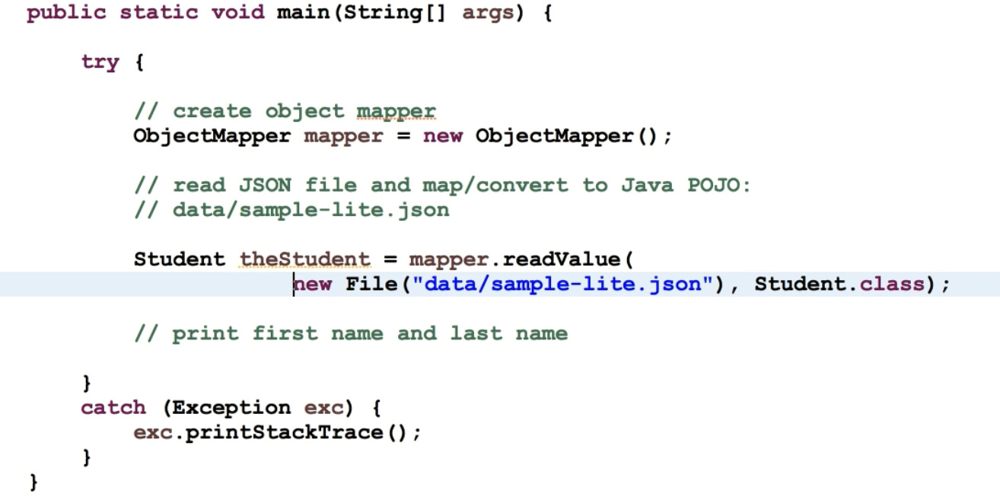 public static void main(String[] args) {
try {
// create object mapper
ObjectMapper mapper = new ObjectMapper();
// read JSON file and map/convert to Java POJO:
// data/sample-lite.json
Student theStudent = mapper.readValue(
new File("data/sample-lite.json"), Student.class);
// print first name and last name
}
catch (Exception exc) {
exc.printStackTrace();
}
}